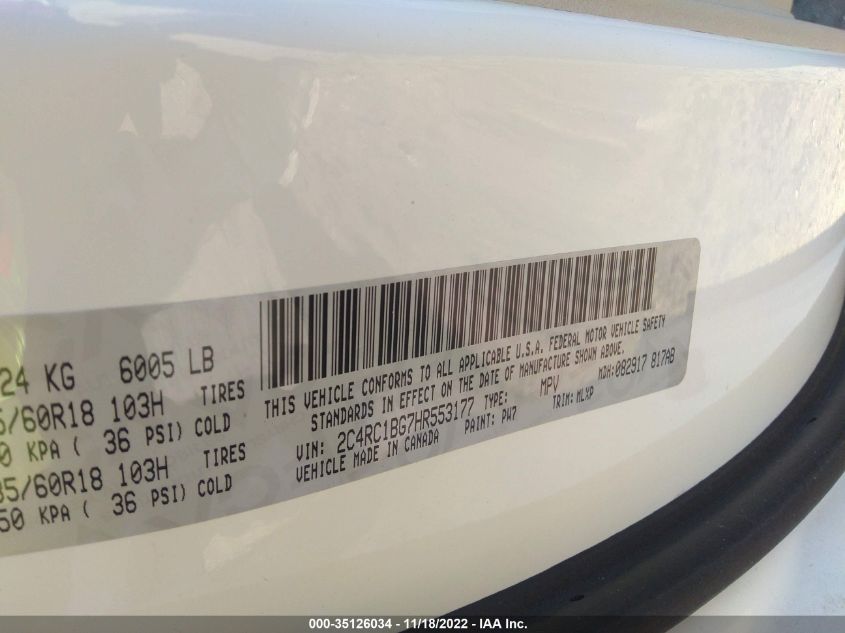 24 KG 6005 LB
/60R18 103H TIRES
0 KPA ( 36 PSI) COLD
35/60R18 103H TIRES
50 KPA ( 36 PSI) COLD
THIS VEHICLE CONFORMS TO ALL APPLICABLE U.S.A. FEDERAL MOTOR VEHICLE SAFETY
STANDARDS IN EFFECT ON THE DATE OF MANUFACTURE SHOWN ABOVE.
VIN: 2C4RC1BG7HR553177 TYPE: MPV MDH:082917 817AB
VEHICLE MADE IN CANADA PAINT: PW7 TRIM:
000-35126034 - 11/18/2022 - IAA Inc.